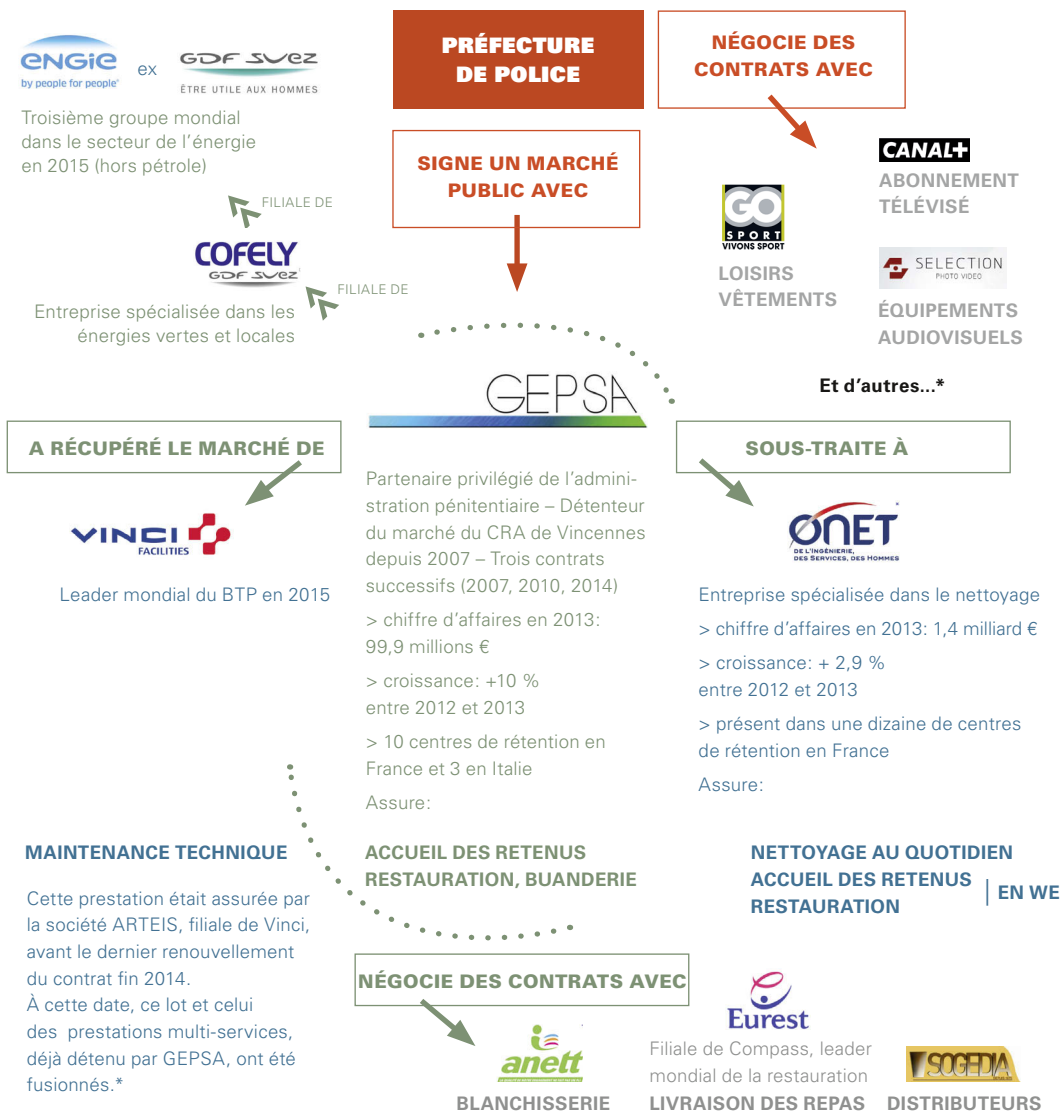 ENGIE
by people for people
ex
GDF SUEZ
ÊTRE UTILE AUX HOMMES
Troisième groupe mondial
dans le secteur de l'énergie
en 2015 (hors pétrole)
FILIALE DE
COFELY
GDF SUEZ
FILIALE DE
Entreprise spécialisée dans les
énergies vertes et locales
PRÉFECTURE
DE POLICE
SIGNE UN MARCHÉ
PUBLIC AVEC
NÉGOCIE DES
CONTRATS AVEC
CANAL+
ABONNEMENT
TÉLÉVISÉ
GO
SPORT
VIVONS SPORT
LOISIRS
VÊTEMENTS
SELECTION
PHOTO VIDEO
ÉQUIPEMENTS
AUDIOVISUELS
Et d'autres...*
GEPSA
A RÉCUPÉRÉ LE MARCHÉ DE
VINCI
FACILITIES
Leader mondial du BTP en 2015
Partenaire privilégié de l'admini-
stration pénitentiaire – Détenteur
du marché du CRA de Vincennes
depuis 2007 – Trois contrats
successifs (2007, 2010, 2014)
> chiffre d'affaires en 2013:
99,9 millions €
> croissance: +10 %
entre 2012 et 2013
> 10 centres de rétention en
France et 3 en Italie
Assure:
SOUS-TRAITE À
ONET
DE L'INGÉNIERIE,
DES SERVICES, DES HOMMES
Entreprise spécialisée dans le nettoyage
> chiffre d'affaires en 2013: 1,4 milliard €
> croissance: + 2,9 %
entre 2012 et 2013
> présent dans une dizaine de centres
de rétention en France
Assure:
MAINTENANCE TECHNIQUE
Cette prestation était assurée par
la société ARTEIS, filiale de Vinci,
avant le dernier renouvellement
du contrat fin 2014.
À cette date, ce lot et celui
des prestations multi-services,
déjà détenu par GEPSA, ont été
fusionnés.*
ACCUEIL DES RETENUS
RESTAURATION, BUANDERIE
NETTOYAGE AU QUOTIDIEN
ACCUEIL DES RETENUS
RESTAURATION
EN WE
NÉGOCIE DES CONTRATS AVEC
anett
BLANCHISSERIE
Eurest
Filiale de Compass, leader
mondial de la restauration
LIVRAISON DES REPAS
SOGEDIA
DISTRIBUTEURS